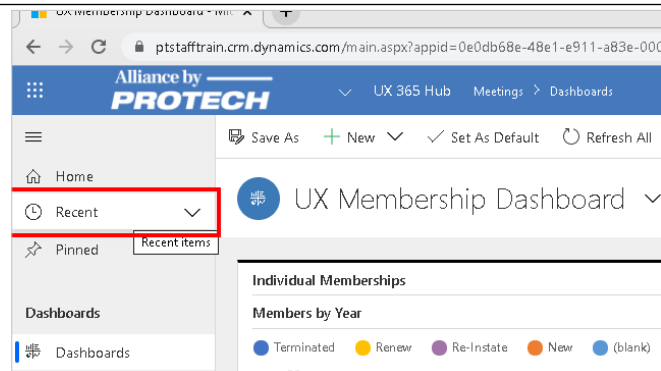 UX Membership Dashboard - Mic
ptstafftrain.crm.dynamics.com/main.aspx?appid=0e0db68e-48e1-e911-a83e-000
Alliance by
PROTECH
UX 365 Hub Meetings > Dashboards
Save As New Set As Default Refresh All
Home
UX Membership Dashboard
Recent
Recent items
Pinned
Individual Memberships
Dashboards
Members by Year
Terminated Renew Re-Instate New (blank)
Dashboards